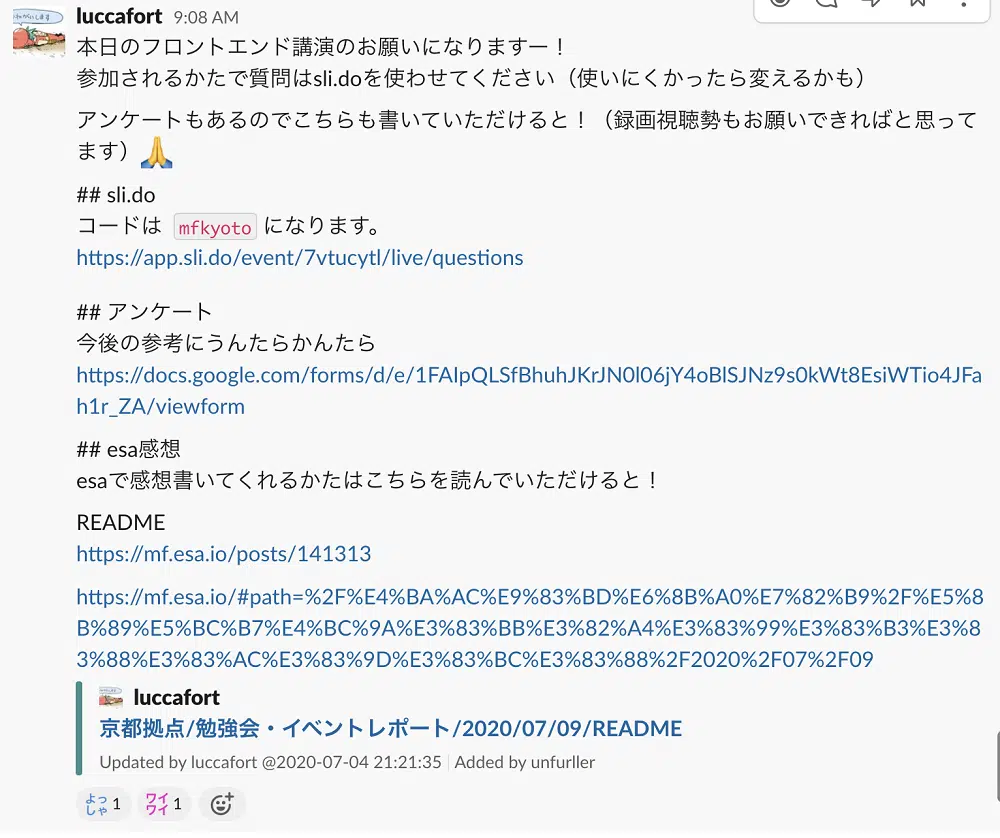 luccafort 9:08 AM
本日のフロントエンド講演のお願いになりますー！
参加されるかたで質問はsli.doを使わせてください（使いにくかったら変えるかも）
アンケートもあるのでこちらも書いていただけると！（録画視聴勢もお願いできればと思って
ます）🙏
## sli.do
コードは mfkyoto になります。
https://app.sli.do/event/7vtucytl/live/questions
## アンケート
今後の参考にうんたらかんたら
https://docs.google.com/forms/d/e/1FAIpQLSfBhuhJKrJN0l06jY4oBlSJNz9s0kWt8EsiWTio4JFa
h1r_ZA/viewform
## esa感想
esaで感想書いてくれるかたはこちらを読んでいただけると！
README
https://mf.esa.io/posts/141313
https://mf.esa.io/#path=%2F%E4%BA%AC%E9%83%BD%E6%8B%A0%E7%82%B9%2F%E5%8
B%89%E5%BC%B7%E4%BC%9A%E3%83%BB%E3%82%A4%E3%83%99%E3%83%B3%E3%8
3%88%E3%83%AC%E3%83%9D%E3%83%BC%E3%83%88%2F2020%2F07%2F09
luccafort
京都拠点/勉強会・イベントレポート/2020/07/09/README
Updated by luccafort @2020-07-04 21:21:35 Added by unfurller
よっしゃ 1 ワイワイ 1